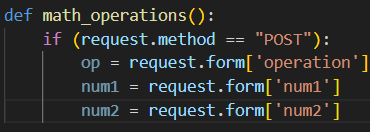 def math_operations():
    if (request.method == "POST"):
        op = request.form['operation']
        num1 = request.form['num1']
        num2 = request.form['num2']